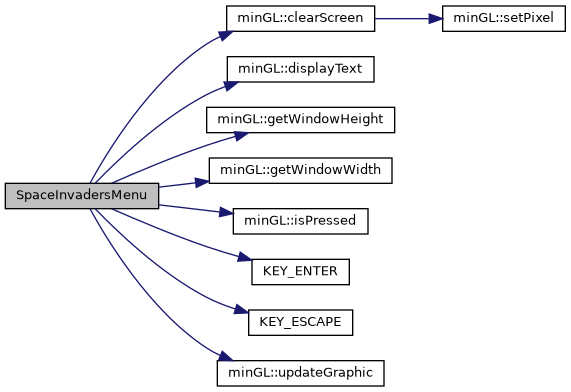 minGL::clearScreen
minGL::setPixel
minGL::displayText
minGL::getWindowHeight
minGL::getWindowWidth
SpaceInvadersMenu
minGL::isPressed
KEY_ENTER
KEY_ESCAPE
minGL::updateGraphic